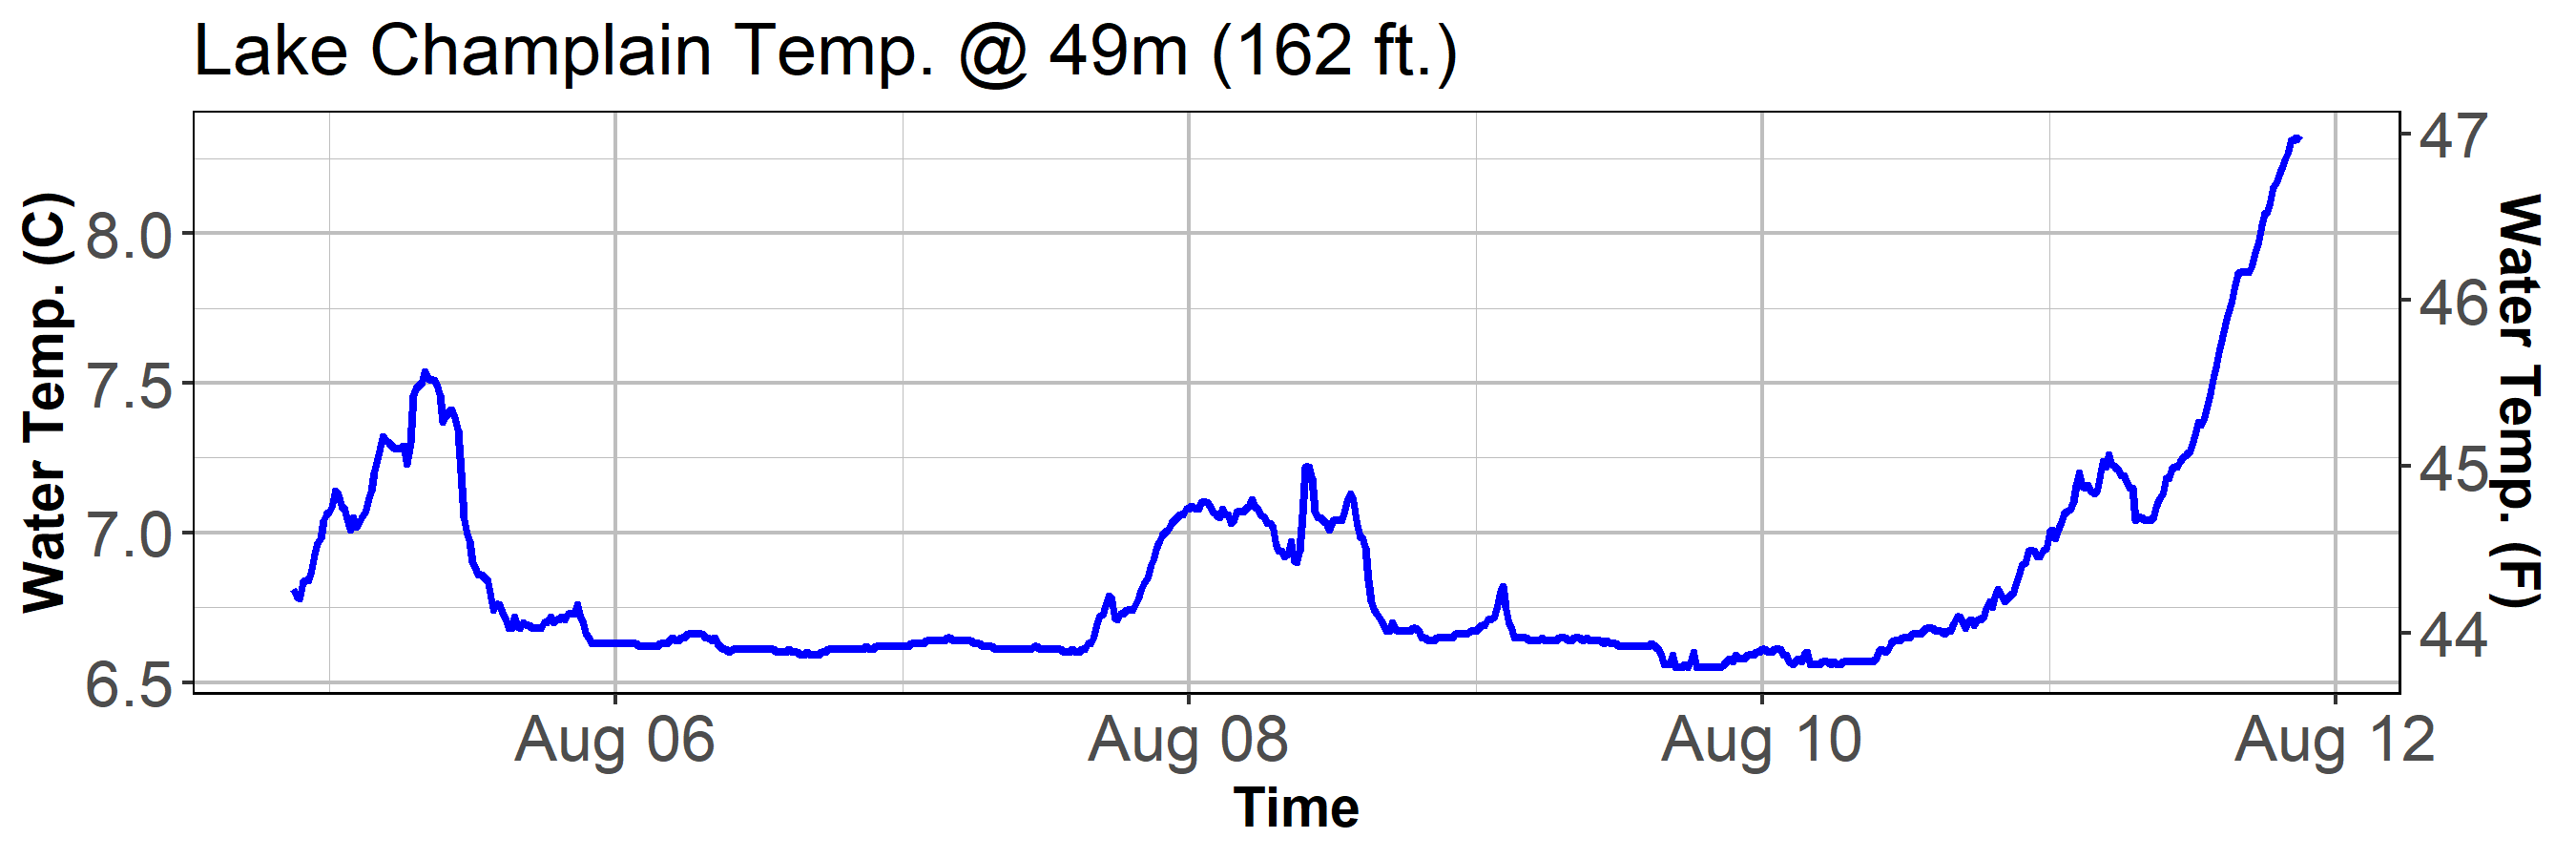 Lake Champlain Temp. @ 49m (162 ft.)
Water Temp. (C)
8.0
7.5
7.0
6.5
47
46
45
44
Water Temp. (F)
Aug 06 Aug 08 Aug 10 Aug 12
Time